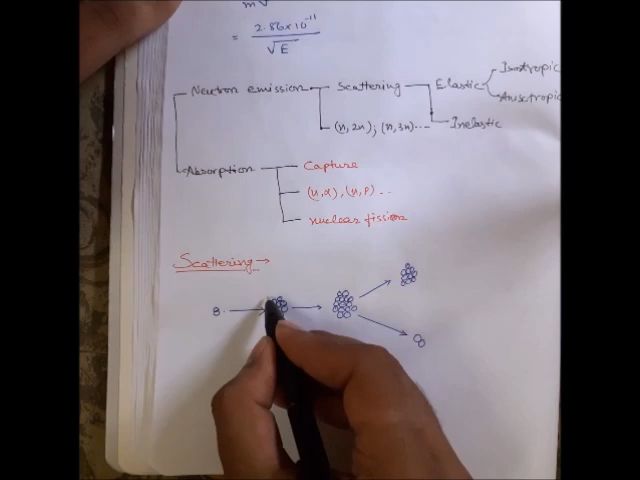 m√
= 2.86×10⁻¹¹ / √E
Neutron emission Scattering Elastic Isotropic
Anisotropic
(n,2n); (n,3n)... Inelastic
Absorption Capture
(n,α), (n,p)..
nuclear fission
Scattering →